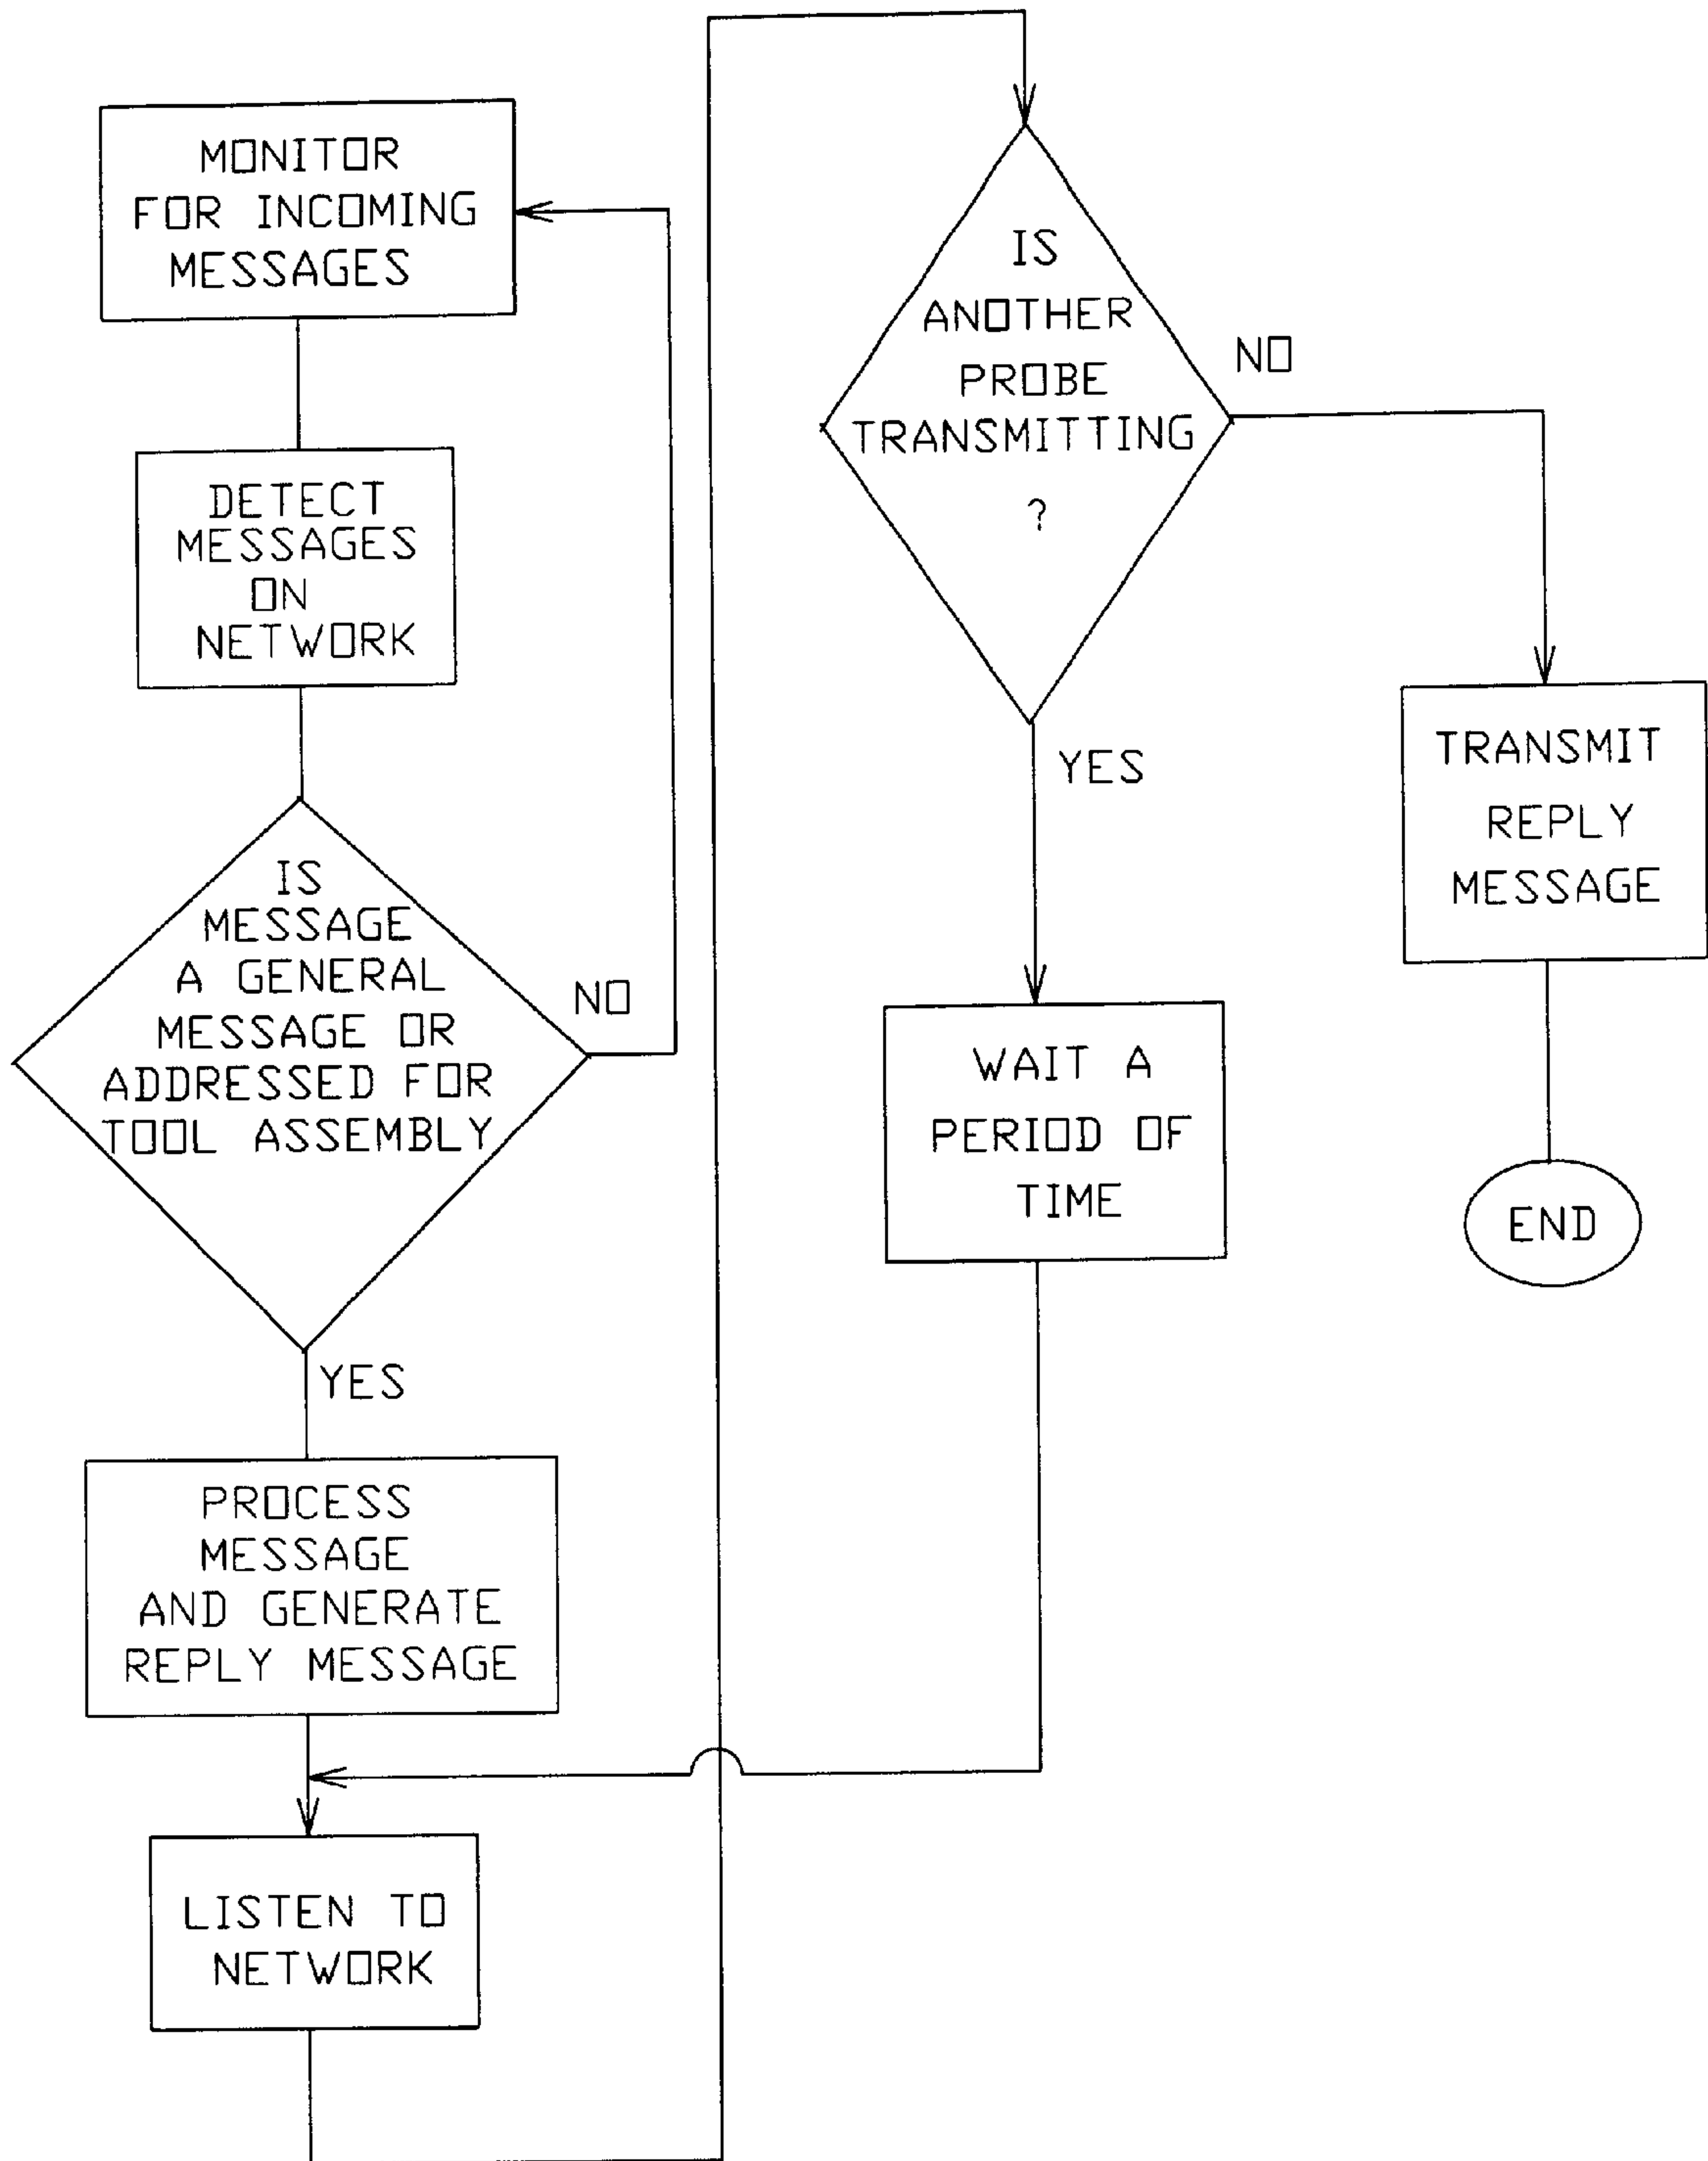 MONITOR
FOR INCOMING
MESSAGES
DETECT
MESSAGES
ON
NETWORK
IS
MESSAGE
A GENERAL
MESSAGE OR
ADDRESSED FOR
TOOL ASSEMBLY
NO
YES
PROCESS
MESSAGE
AND GENERATE
REPLY MESSAGE
LISTEN TO
NETWORK
IS
ANOTHER
PROBE
TRANSMITTING
?
NO
YES
WAIT A
PERIOD OF
TIME
TRANSMIT
REPLY
MESSAGE
END